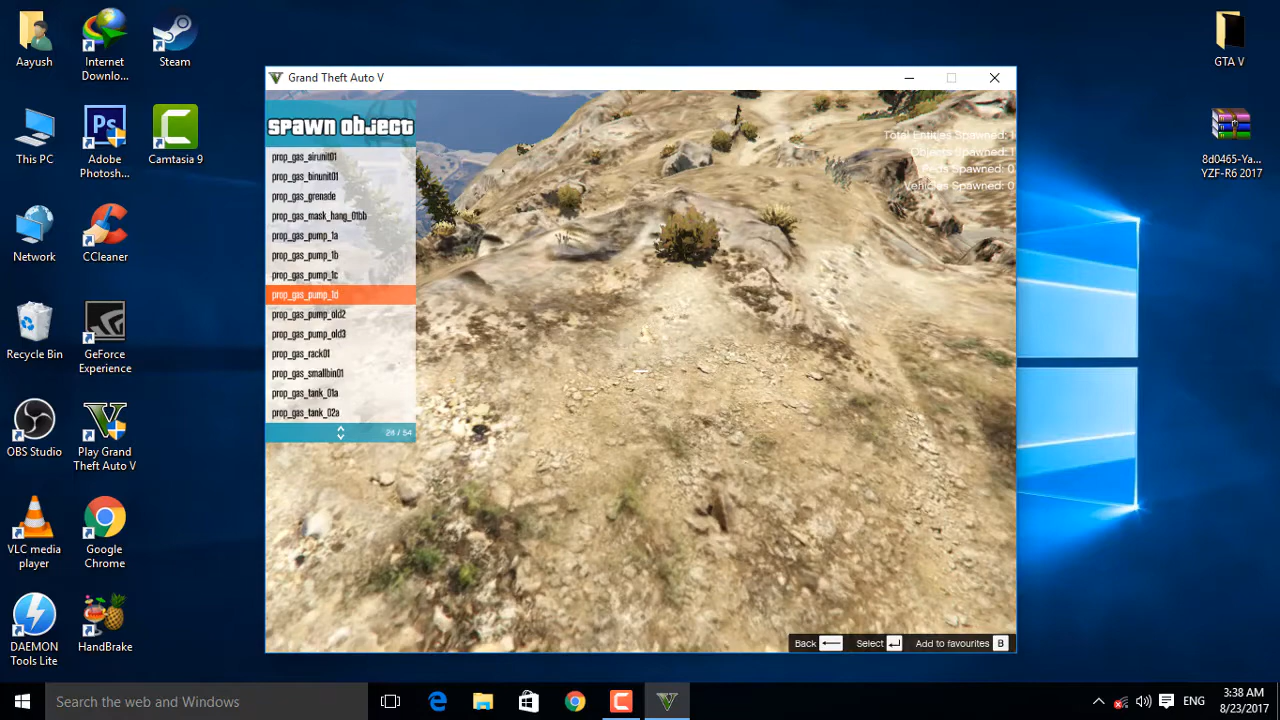 Aayush
Internet
Downlo...
Steam
This PC
Adobe
Photosh...
Camtasia 9
Network
CCleaner
Recycle Bin
GeForce
Experience
OBS Studio
Play Grand
Theft Auto V
VLC media
player
Google
Chrome
DAEMON
Tools Lite
HandBrake
Grand Theft Auto V
spawn object
prop_gas_airunit01
prop_gas_binunit01
prop_gas_grenade
prop_gas_mask_hang_01bb
prop_gas_pump_1a
prop_gas_pump_1b
prop_gas_pump_1c
prop_gas_pump_1d
prop_gas_pump_old2
prop_gas_pump_old3
prop_gas_rack01
prop_gas_smallbin01
prop_gas_tank_01a
prop_gas_tank_02a
26 / 54
Total Entities Spawned: 1
Objects Spawned: 1
Peds Spawned: 0
Vehicles Spawned: 0
Back
Select
Add to favourites B
GTA V
8d0465-Ya...
YZF-R6 2017
Search the web and Windows
ENG
3:38 AM
8/23/2017